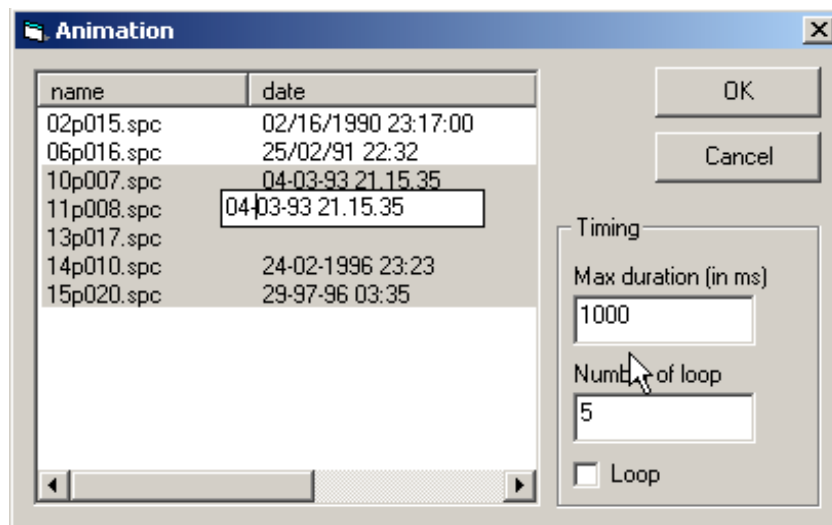 Animation
name date
02p015.spc 02/16/1990 23:17:00
06p016.spc 25/02/91 22:32
10p007.spc 04-03-93 21.15.35
11p008.spc 04-03-93 21.15.35
13p017.spc
14p010.spc 24-02-1996 23:23
15p020.spc 29-97-96 03:35
OK
Cancel
Timing
Max duration (in ms)
1000
Number of loop
5
Loop